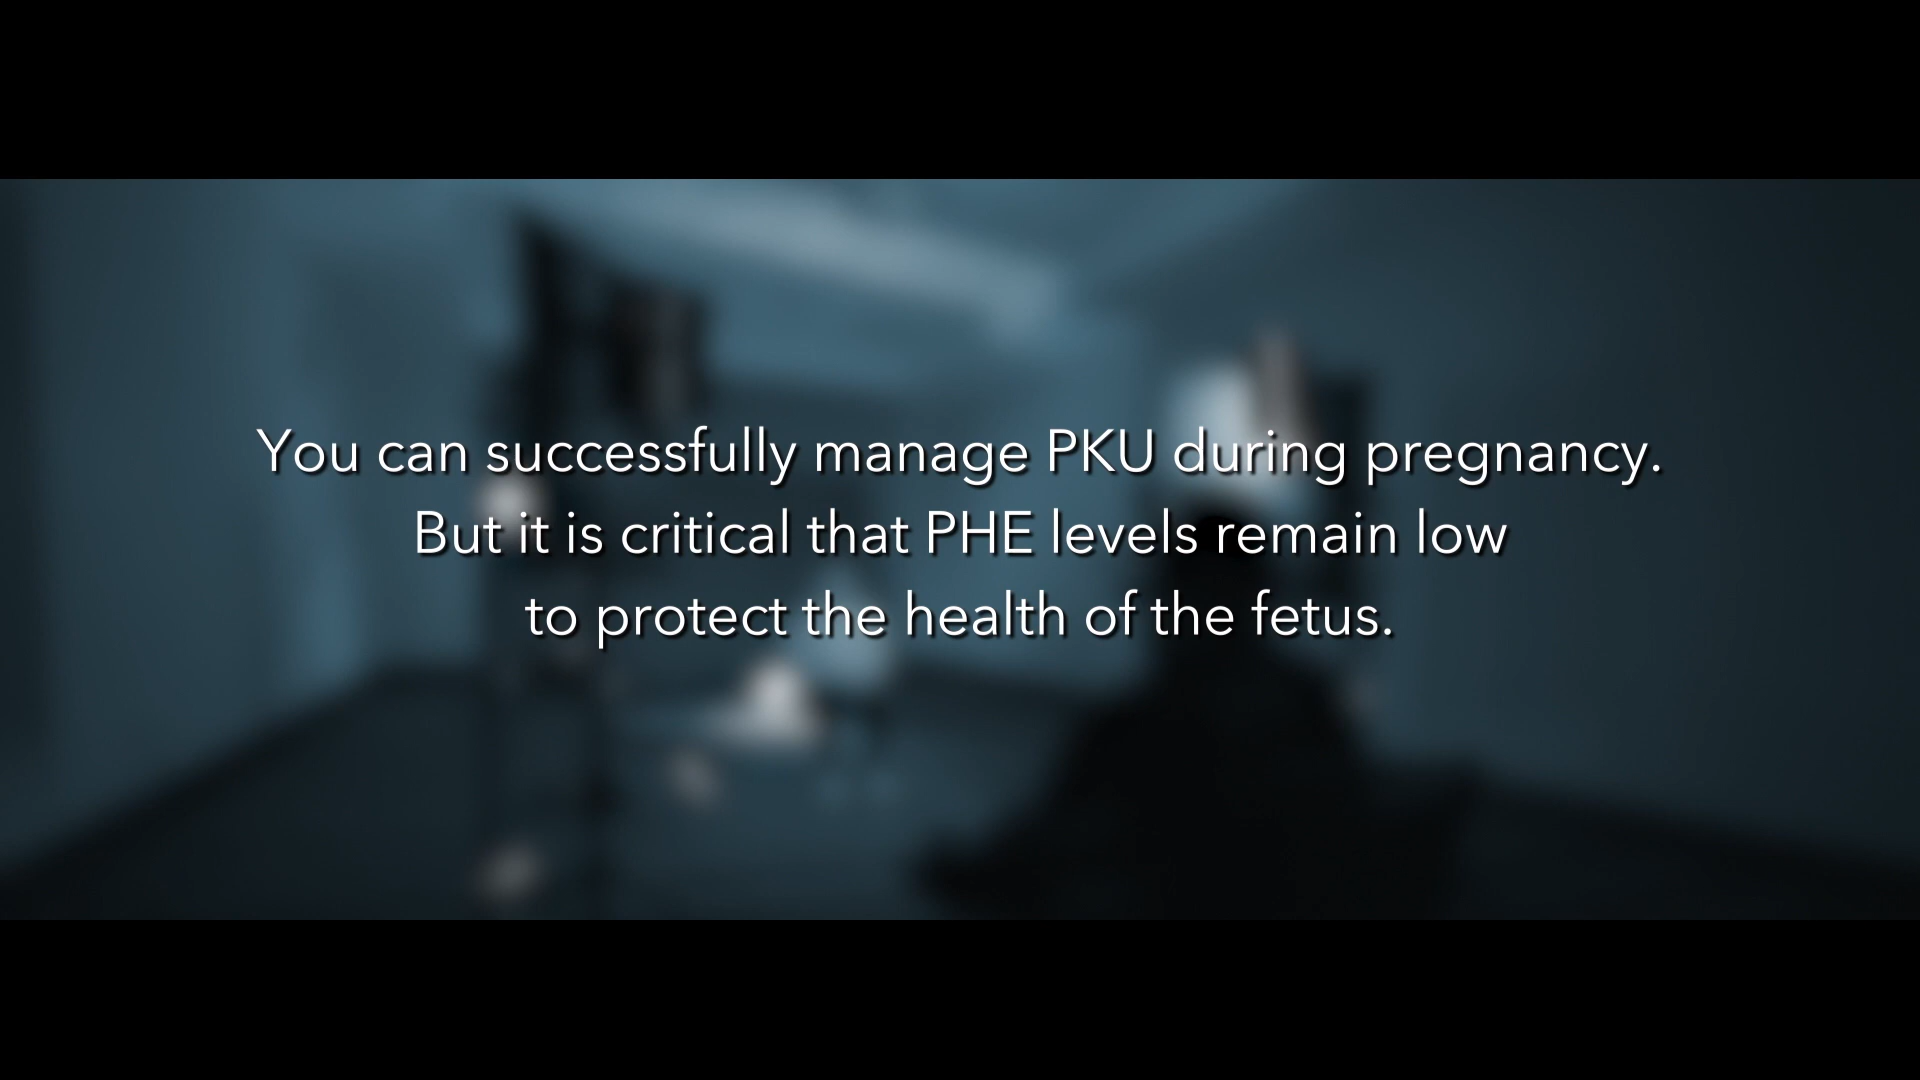 You can successfully manage PKU during pregnancy.
But it is critical that PHE levels remain low
to protect the health of the fetus.